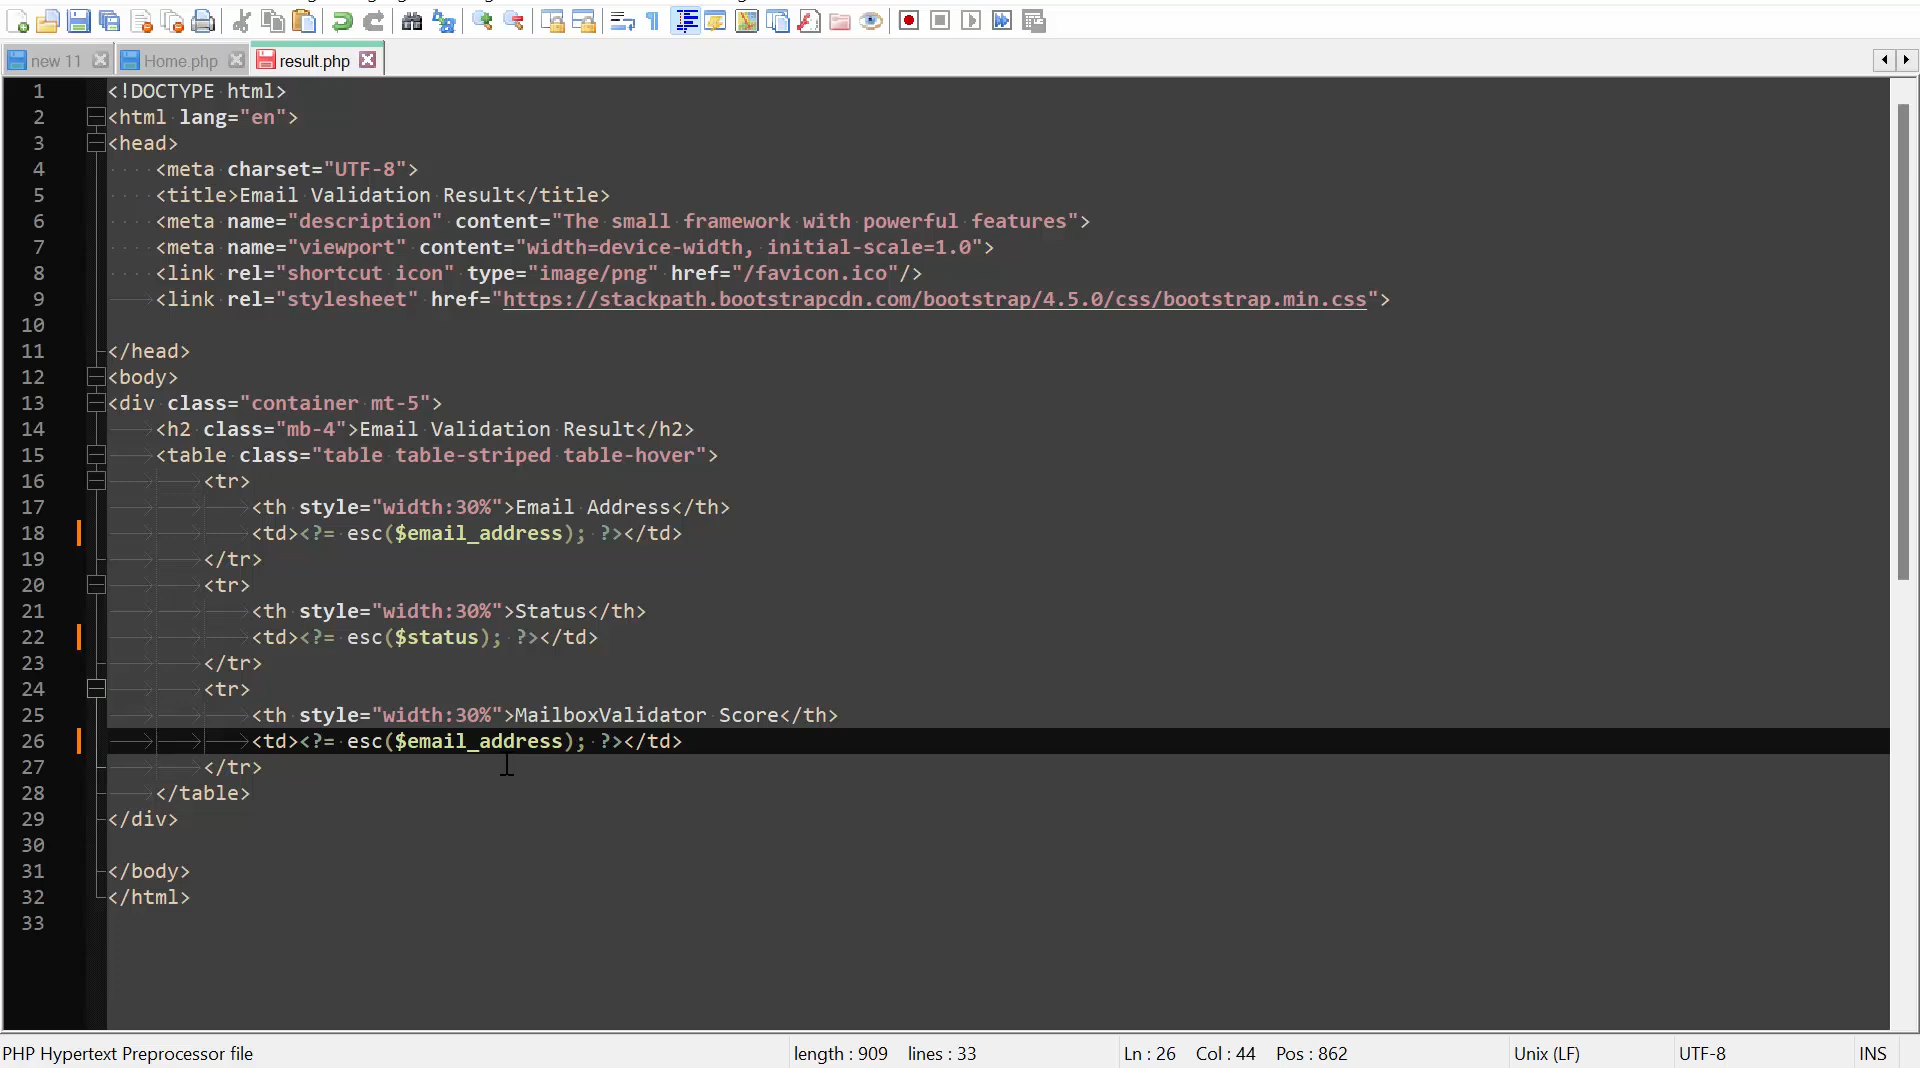 new 11 Home.php result.php
1 <!DOCTYPE html>
2 <html lang="en">
3 <head>
4 <meta charset="UTF-8">
5 <title>Email Validation Result</title>
6 <meta name="description" content="The small framework with powerful features">
7 <meta name="viewport" content="width=device-width, initial-scale=1.0">
8 <link rel="shortcut icon" type="image/png" href="/favicon.ico"/>
9 <link rel="stylesheet" href="https://stackpath.bootstrapcdn.com/bootstrap/4.5.0/css/bootstrap.min.css">
10
11 </head>
12 <body>
13 <div class="container mt-5">
14 <h2 class="mb-4">Email Validation Result</h2>
15 <table class="table table-striped table-hover">
16 <tr>
17 <th style="width:30%">Email Address</th>
18 <td><?= esc($email_address); ?></td>
19 </tr>
20 <tr>
21 <th style="width:30%">Status</th>
22 <td><?= esc($status); ?></td>
23 </tr>
24 <tr>
25 <th style="width:30%">MailboxValidator Score</th>
26 <td><?= esc($email_address); ?></td>
27 </tr>
28 </table>
29 </div>
30
31 </body>
32 </html>
33
PHP Hypertext Preprocessor file length : 909 lines : 33 Ln : 26 Col : 44 Pos : 862 Unix (LF) UTF-8 INS